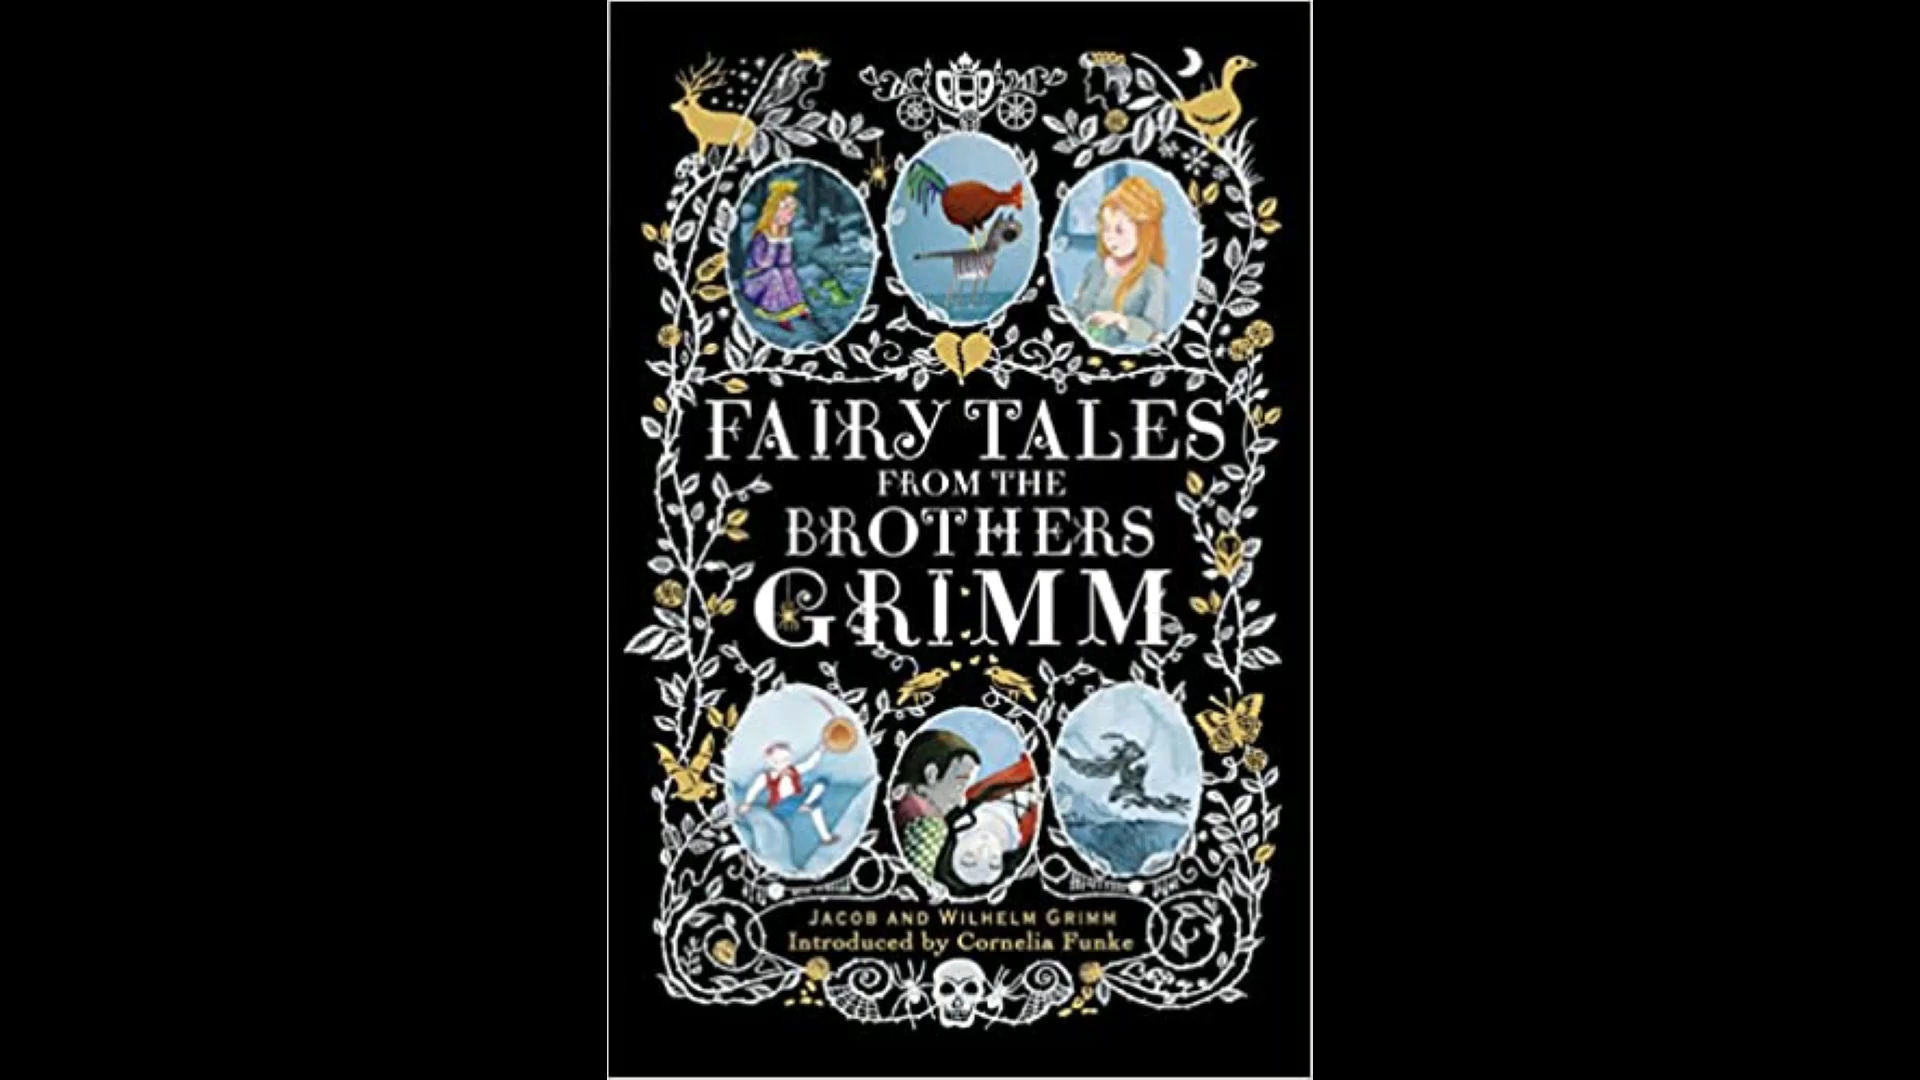 FAIRY TALES
FROM THE
BROTHERS
GRIMM
JACOB AND WILHELM GRIMM
Introduced by Cornelia Funke